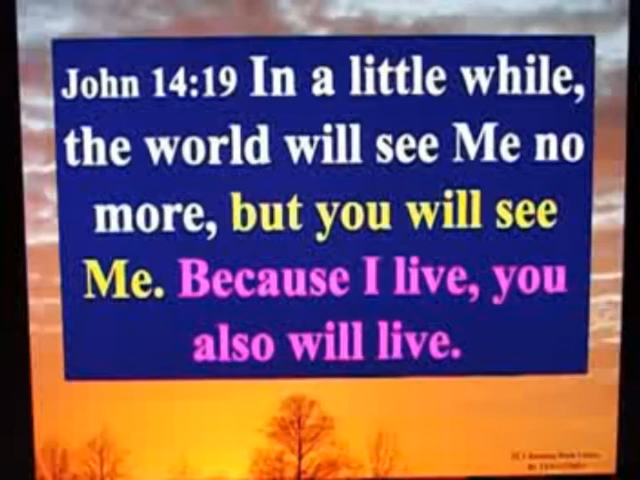 John 14:19 In a little while,
the world will see Me no
more, but you will see
Me. Because I live, you
also will live.